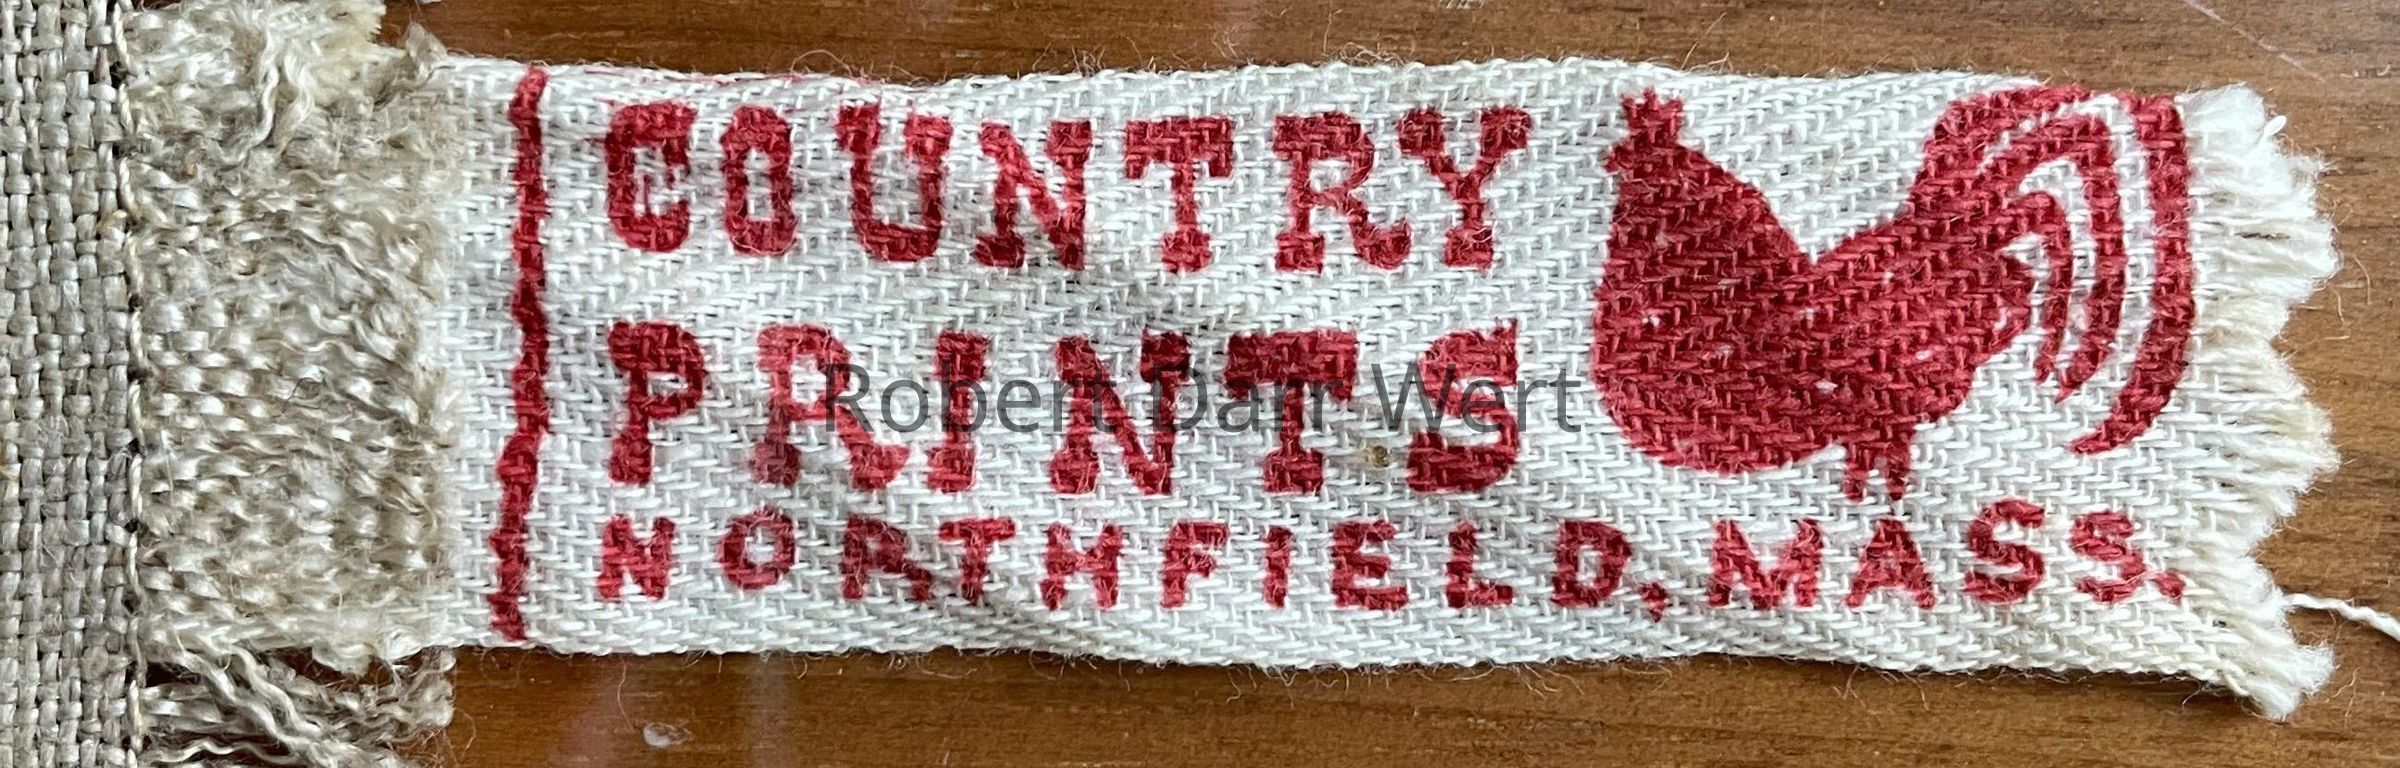 COUNTRY
PRINTS
Robert Darr Wert
NORTHFIELD, MASS.